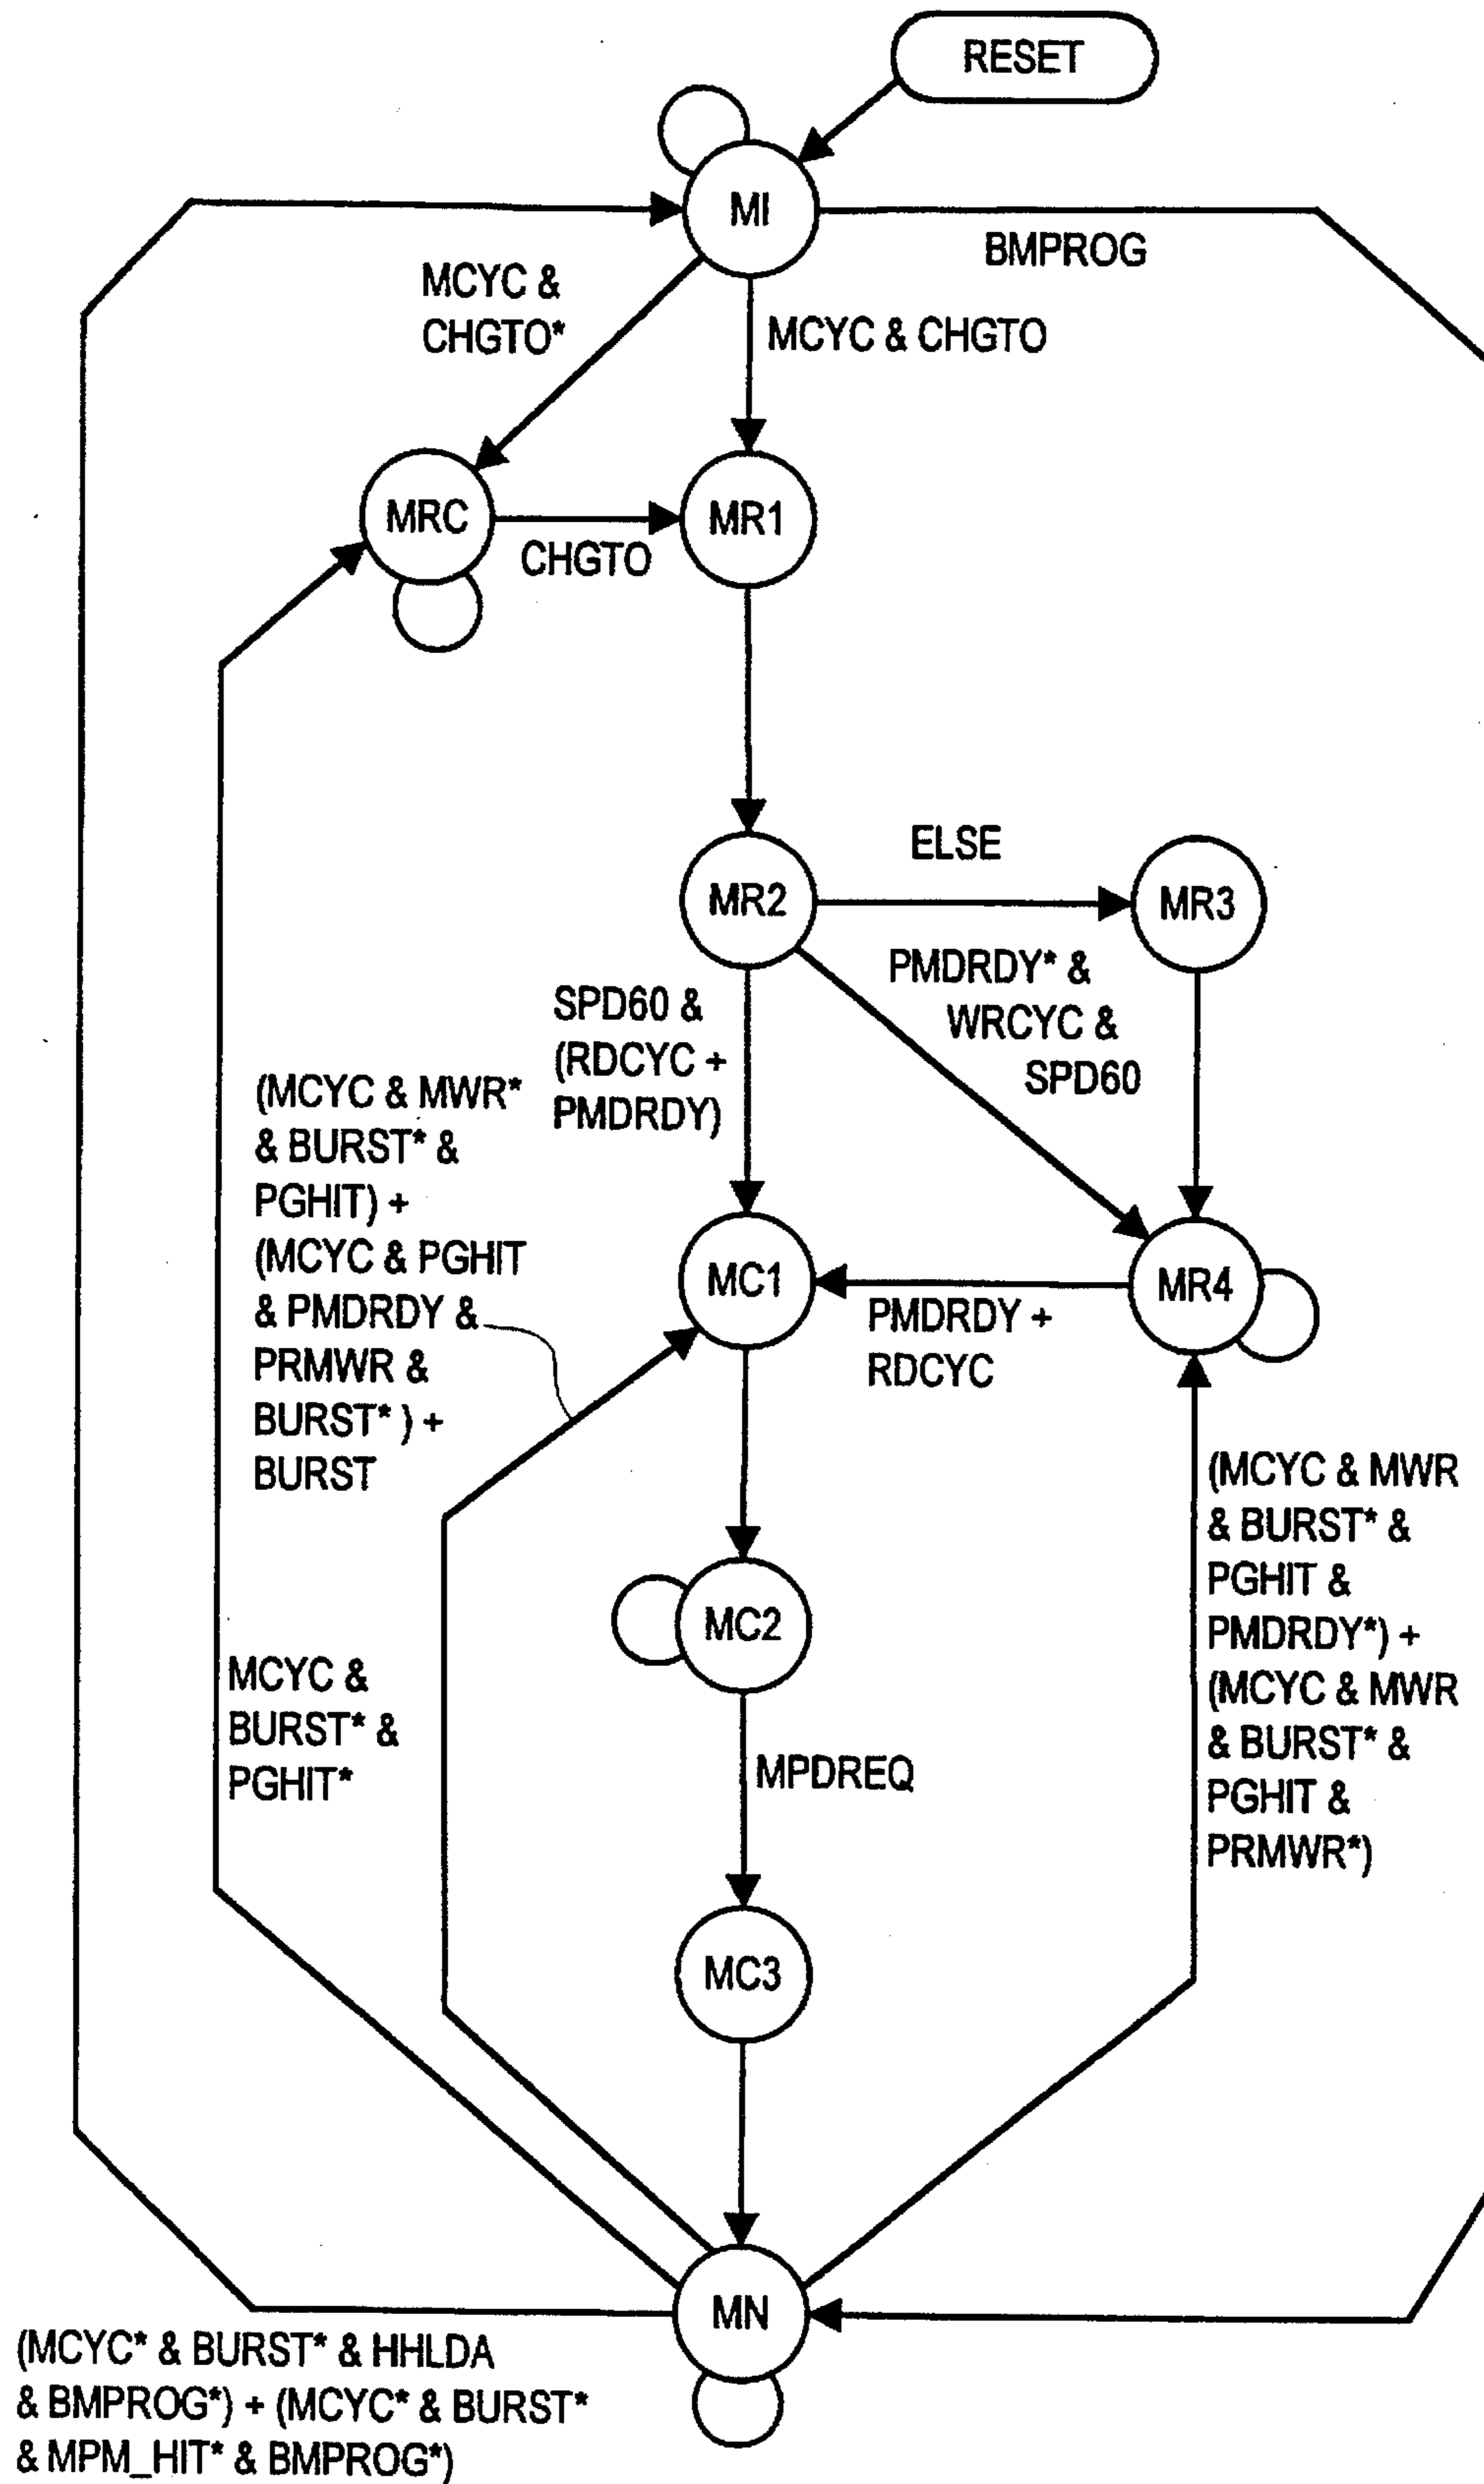 RESET
MI
BMPROG
MCYC &
CHGTO*
MCYC & CHGTO
MRC
CHGTO
MR1
MR2
ELSE
MR3
PMDRDY* &
WRCYC &
SPD60
SPD60 &
(RDCYC +
PMDRDY)
(MCYC & MWR*
& BURST* &
PGHIT) +
(MCYC & PGHIT
& PMDRDY &
PRMWR &
BURST* ) +
BURST
MC1
PMDRDY +
RDCYC
MR4
(MCYC & MWR
& BURST* &
PGHIT &
PMDRDY*) +
(MCYC & MWR
& BURST* &
PGHIT &
PRMWR*)
MC2
MCYC &
BURST* &
PGHIT*
MPDREQ
MC3
MN
(MCYC* & BURST* & HHLDA
& BMPROG*) + (MCYC* & BURST*
& MPM_HIT* & BMPROG*)